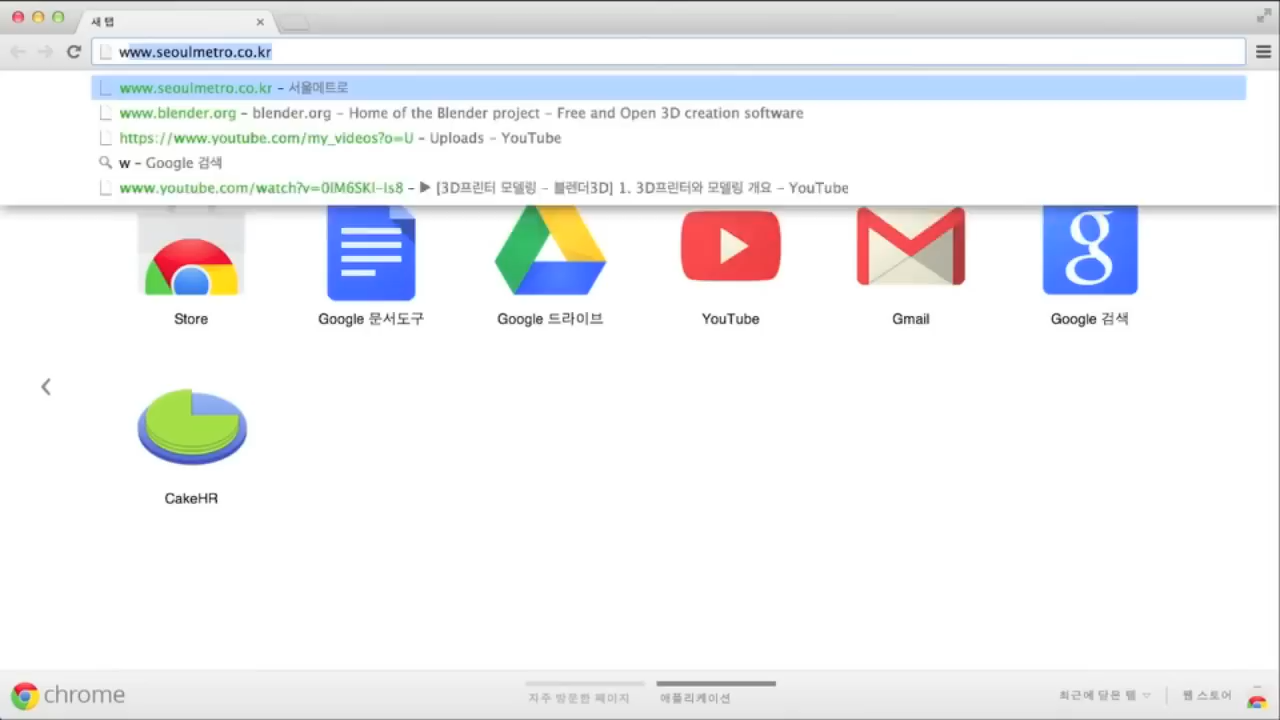 새 탭
www.seoulmetro.co.kr
www.seoulmetro.co.kr - 서울메트로
www.blender.org - blender.org - Home of the Blender project - Free and Open 3D creation software
https://www.youtube.com/my_videos?o=U - Uploads - YouTube
w - Google 검색
www.youtube.com/watch?v=0IM6SKI-Is8 - ▶ [3D프린터 모델링 - 블렌더3D] 1. 3D프린터와 모델링 개요 - YouTube
Store
Google 문서도구
Google 드라이브
YouTube
Gmail
Google 검색
CakeHR
chrome
자주 방문한 페이지
애플리케이션
최근에 닫은 탭
웹 스토어